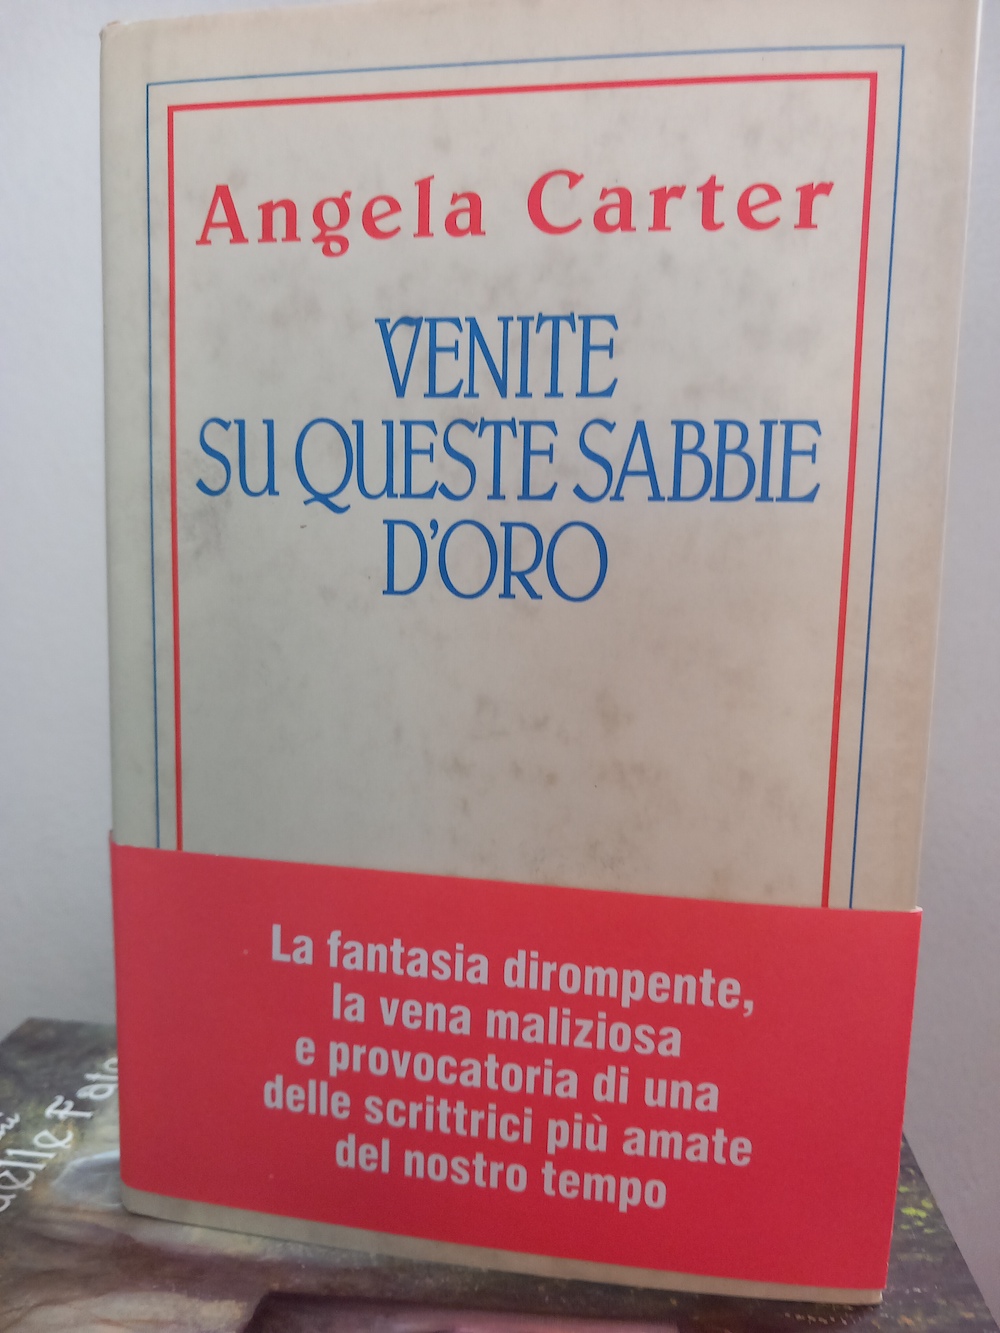 Angela Carter
VENITE
SU QUESTE SABBIE
D'ORO
La fantasia dirompente,
la vena maliziosa
e provocatoria di una
delle scrittrici più amate
del nostro tempo
delle